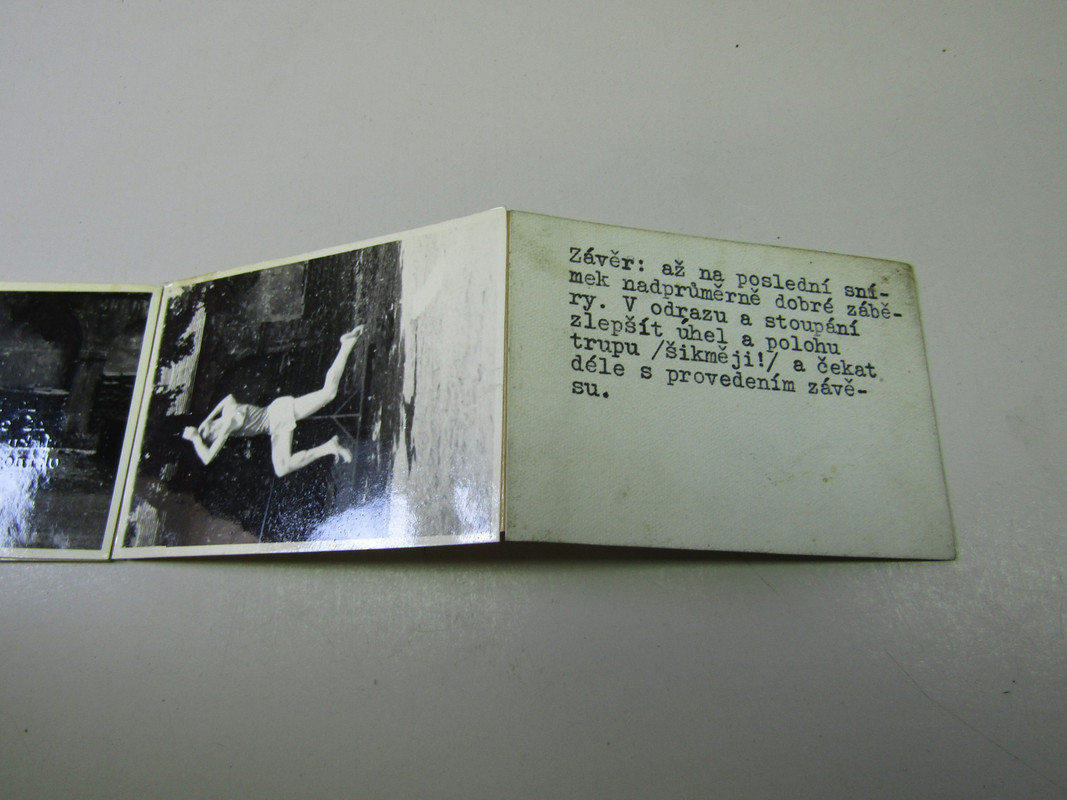 Závěr: až na poslední sní-
mek nadprůměrně dobré zábě-
ry. V odrazu a stoupání
zlepšít úhel a polohu
trupu /šikměji!/ a čekat
déle s provedením závě-
su.